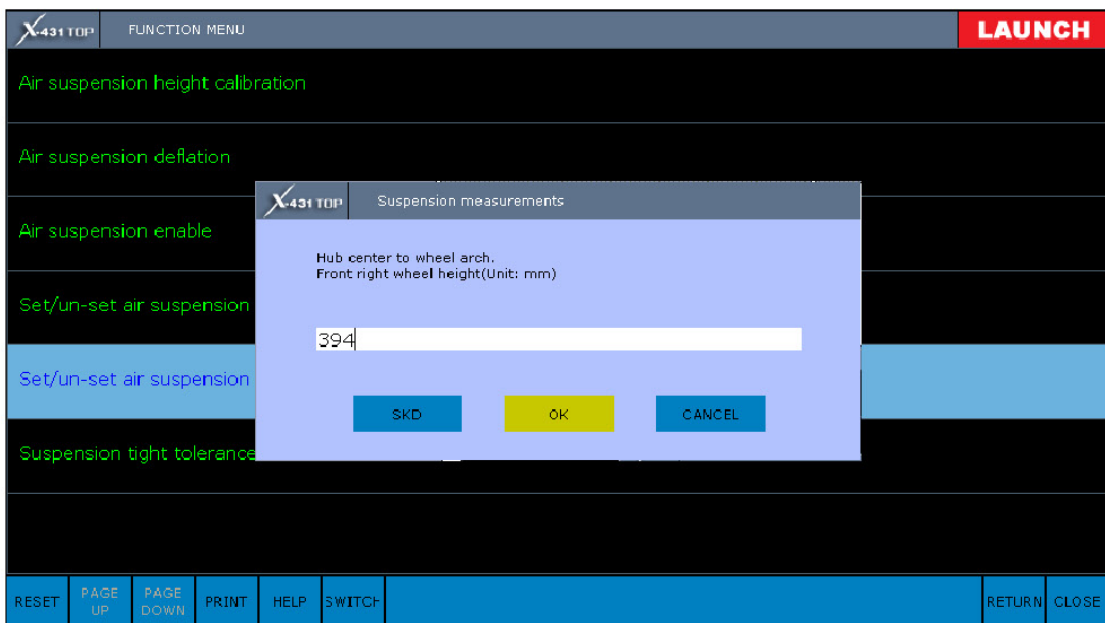 X-431 TOP
FUNCTION MENU
LAUNCH
Air suspension height calibration
Air suspension deflation
Air suspension enable
Set/un-set air suspension
Set/un-set air suspension
Suspension tight tolerance
X-431 TOP
Suspension measurements
Hub center to wheel arch.
Front right wheel height(Unit: mm)
394
SKD
OK
CANCEL
RESET
PAGE
UP
PAGE
DOWN
PRINT
HELP
SWITCH
RETURN
CLOSE